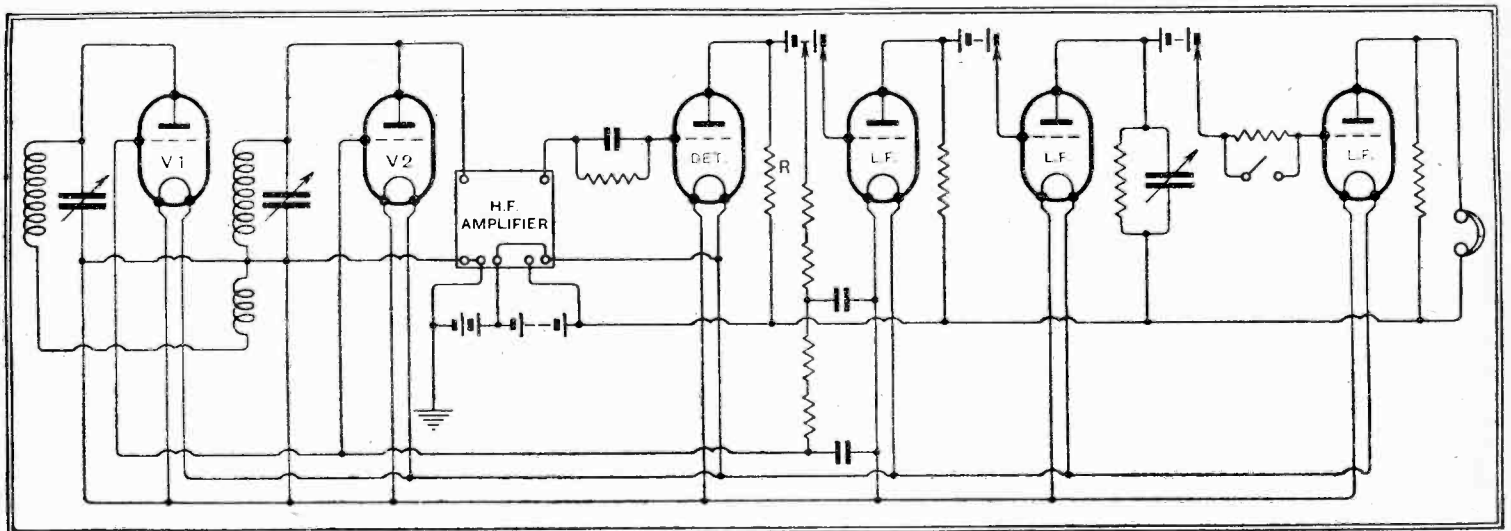 V1
V2
H.F.
AMPLIFIER
DET.
R
L.F.
L.F.
L.F.